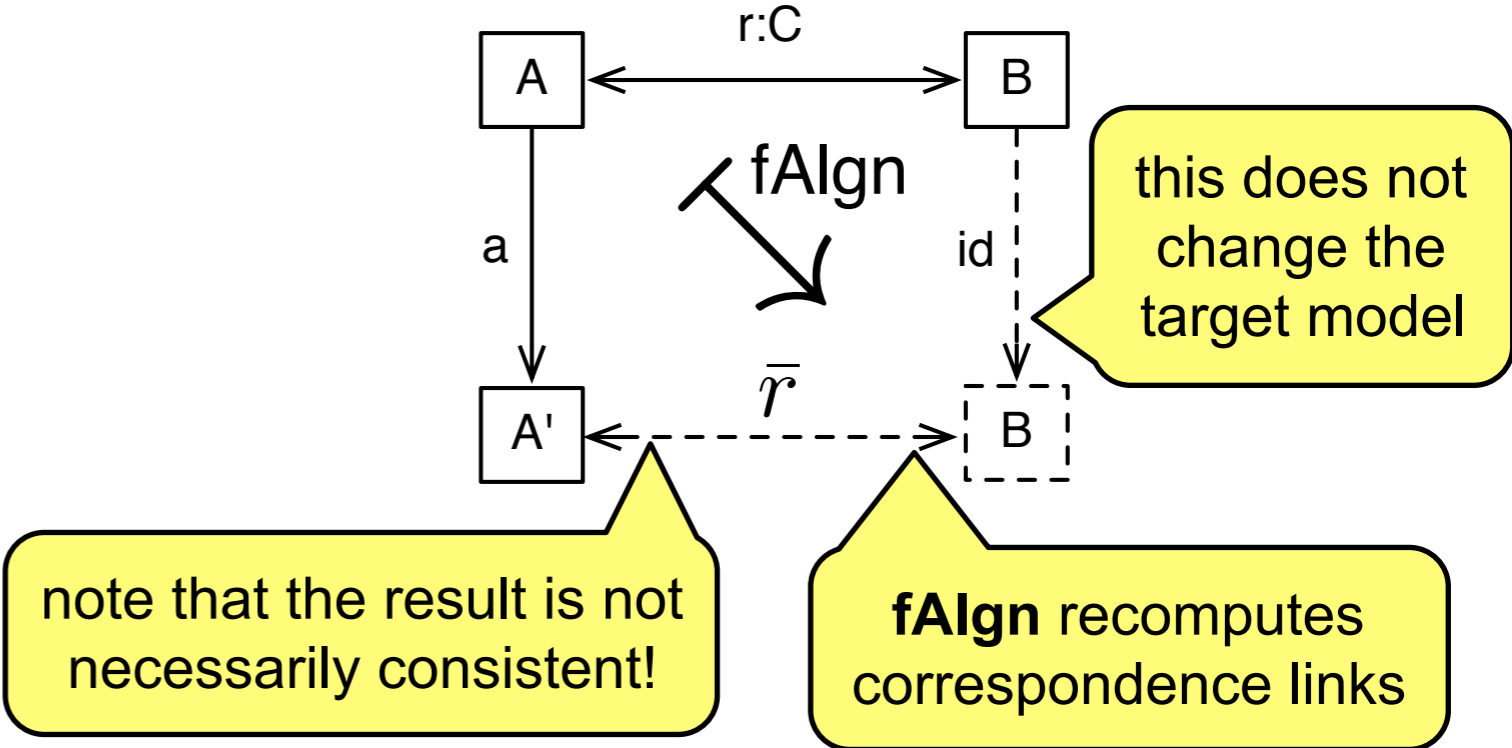 r:C
A
B
fAlgn
this does not
change the
target model
a
id
r̄
A'
B
note that the result is not
necessarily consistent!
fAlgn recomputes
correspondence links